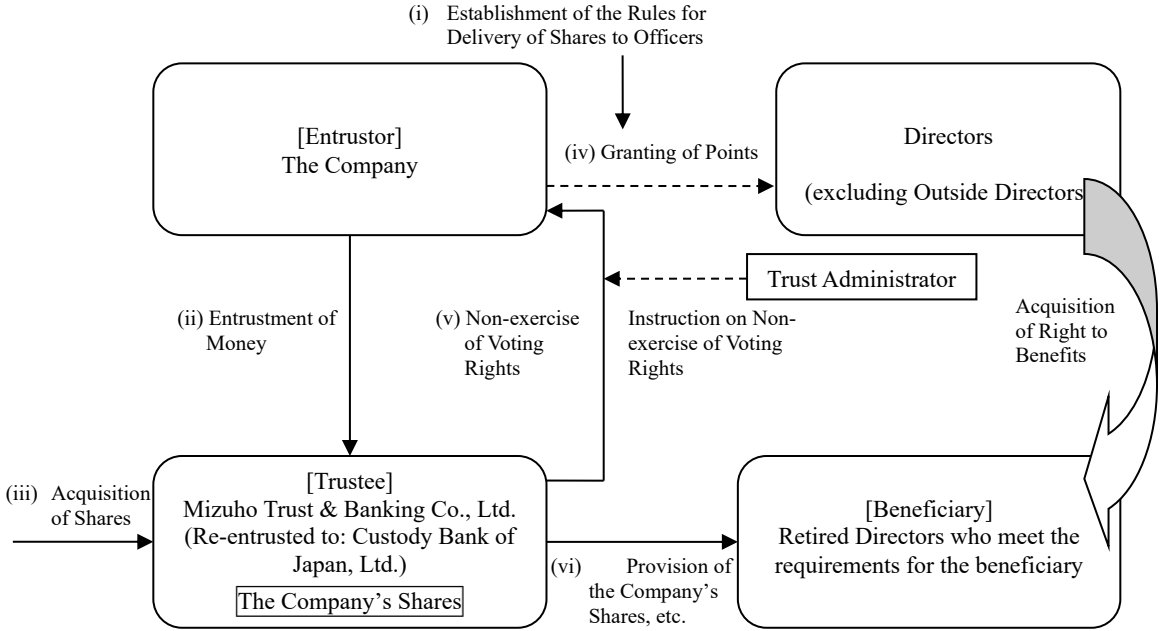 (i) Establishment of the Rules for
Delivery of Shares to Officers
[Entrustor]
The Company
(iv) Granting of Points
Directors
(excluding Outside Directors
Trust Administrator
(ii) Entrustment of
Money
(v) Non-exercise
of Voting
Rights
Instruction on Non-
exercise of Voting
Rights
Acquisition
of Right to
Benefits
(iii) Acquisition
of Shares
[Trustee]
Mizuho Trust & Banking Co., Ltd.
(Re-entrusted to: Custody Bank of
Japan, Ltd.)
The Company’s Shares
(vi) Provision of
the Company’s
Shares, etc.
[Beneficiary]
Retired Directors who meet the
requirements for the beneficiary